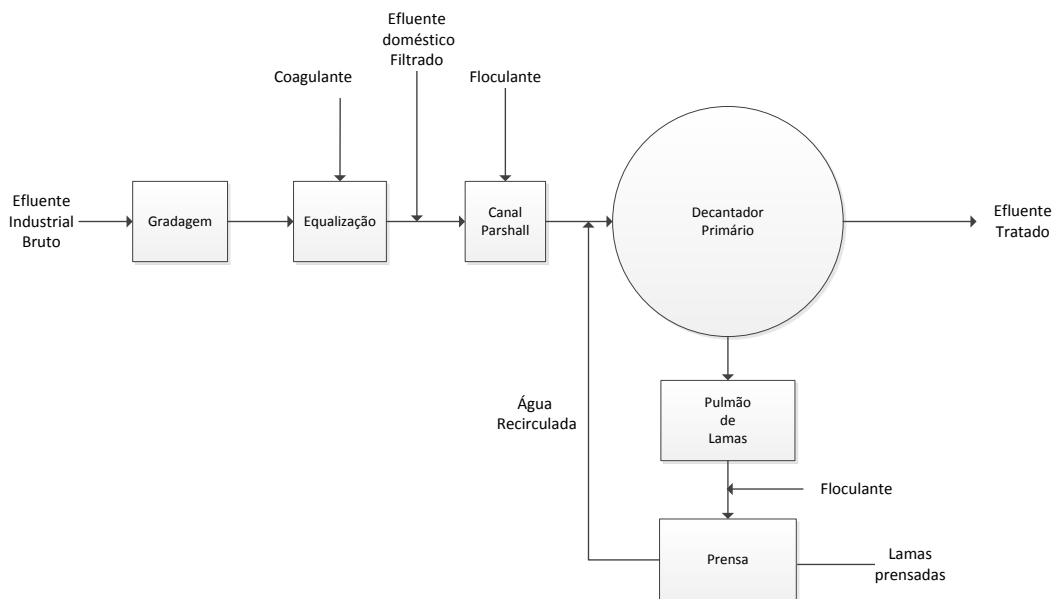 Efluente
doméstico
Filtrado
Coagulante
Floculante
Efluente
Industrial
Bruto
Gradagem
Equalização
Canal
Parshall
Decantador
Primário
Efluente
Tratado
Água
Recirculada
Pulmão
de
Lamas
Floculante
Prensa
Lamas
prensadas